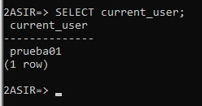 2ASIR=> SELECT current_user;
current_user
--------------
prueba01
(1 row)
2ASIR=> _